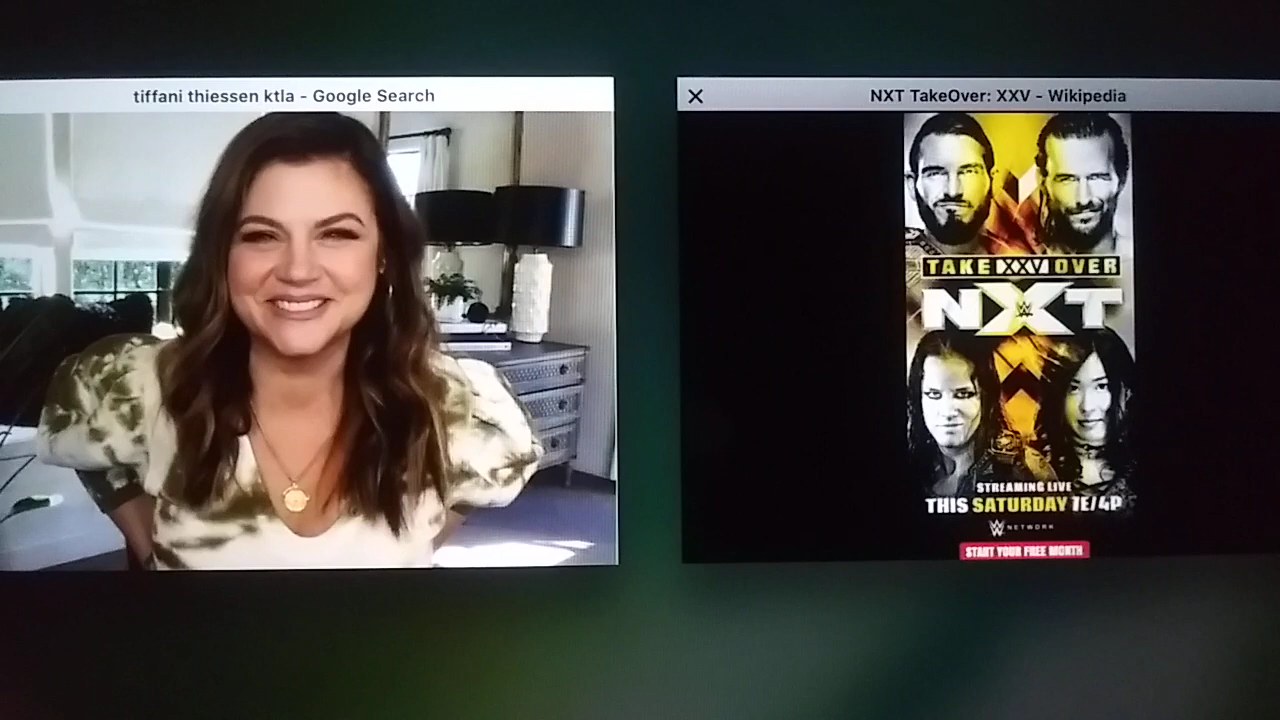 tiffani thiessen ktla - Google Search
NXT TakeOver: XXV - Wikipedia
TAKE XXV OVER
NXT
STREAMING LIVE
THIS SATURDAY 7E/4P
W NETWORK
START YOUR FREE MONTH